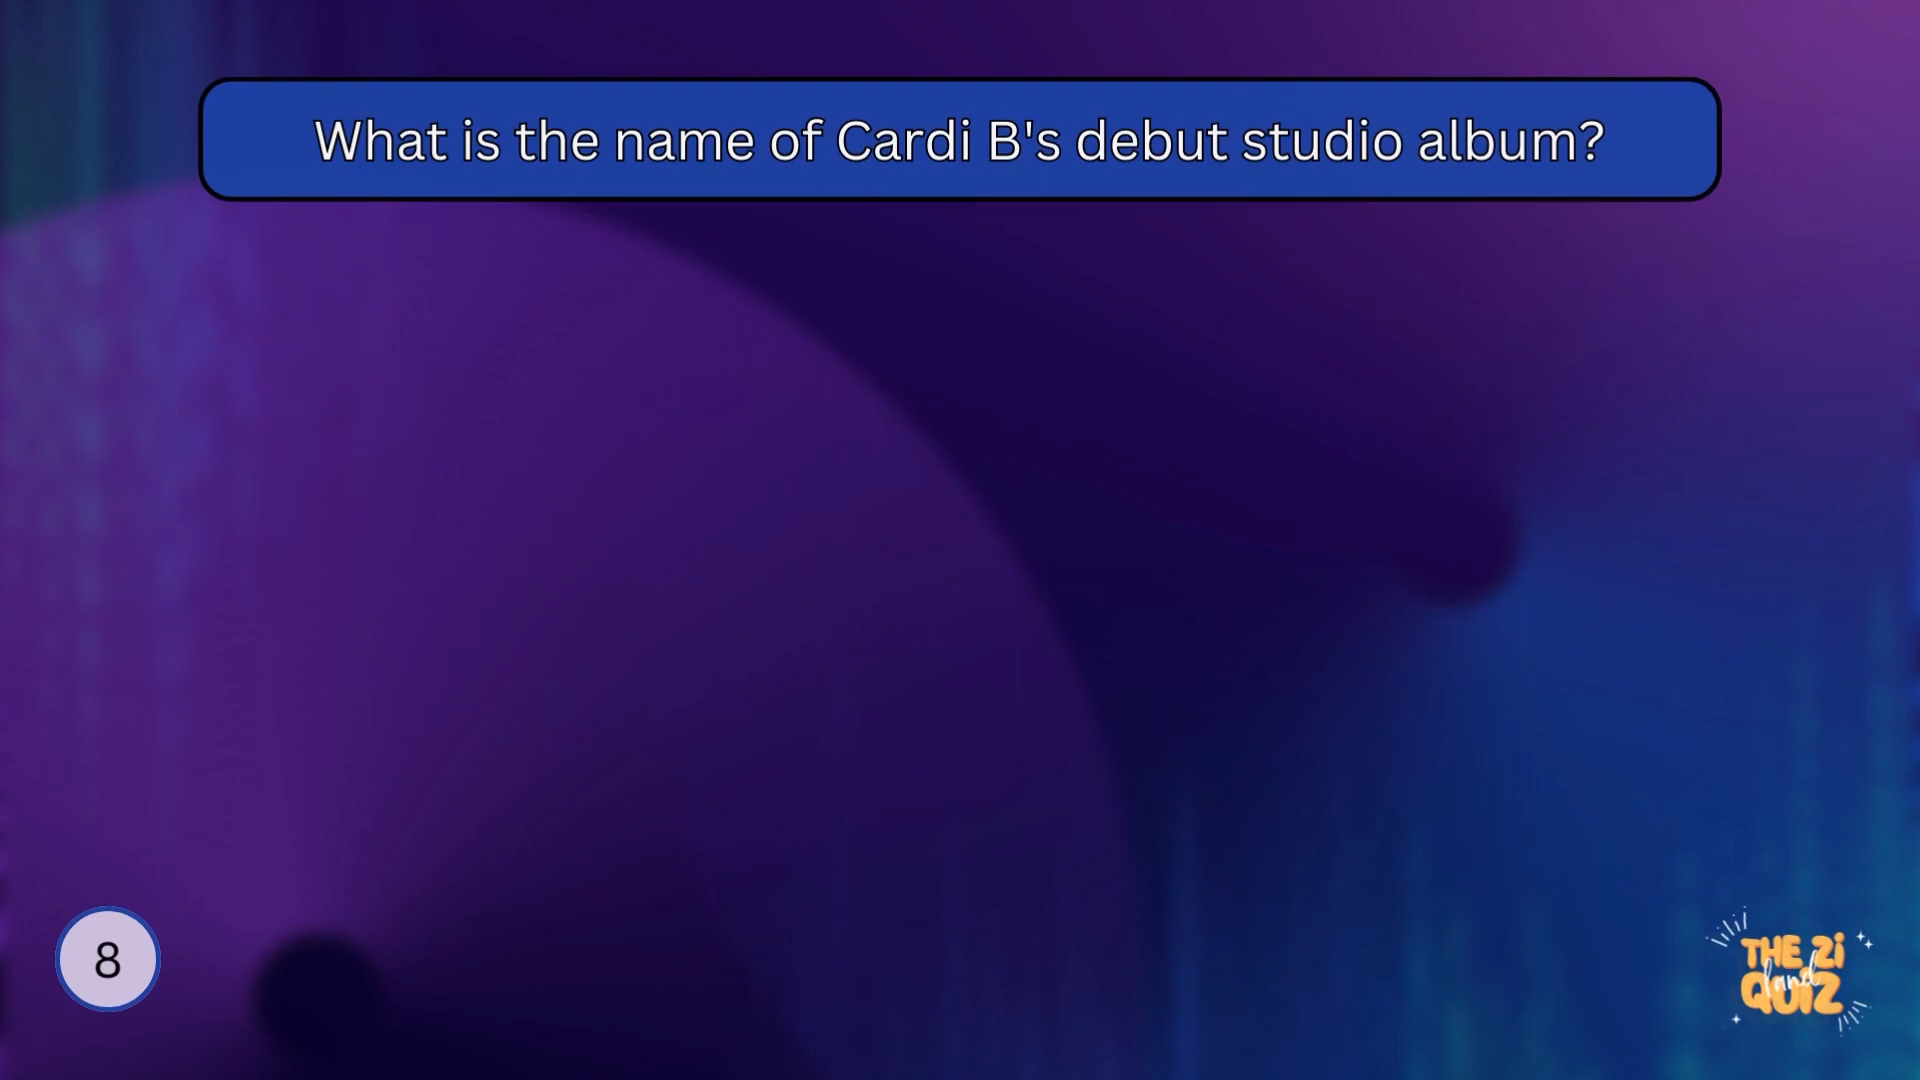 What is the name of Cardi B's debut studio album?
8
THE Zi
land
QUIZ